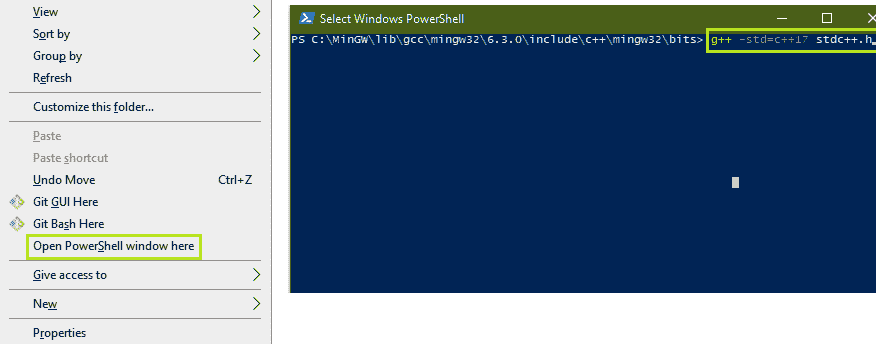 View
Sort by
Group by
Refresh
Customize this folder...
Paste
Paste shortcut
Undo Move Ctrl+Z
Git GUI Here
Git Bash Here
Open PowerShell window here
Give access to
New
Properties
Select Windows PowerShell
PS C:\MinGW\lib\gcc\mingw32\6.3.0\include\c++\mingw32\bits> g++ -std=c++17 stdc++.h